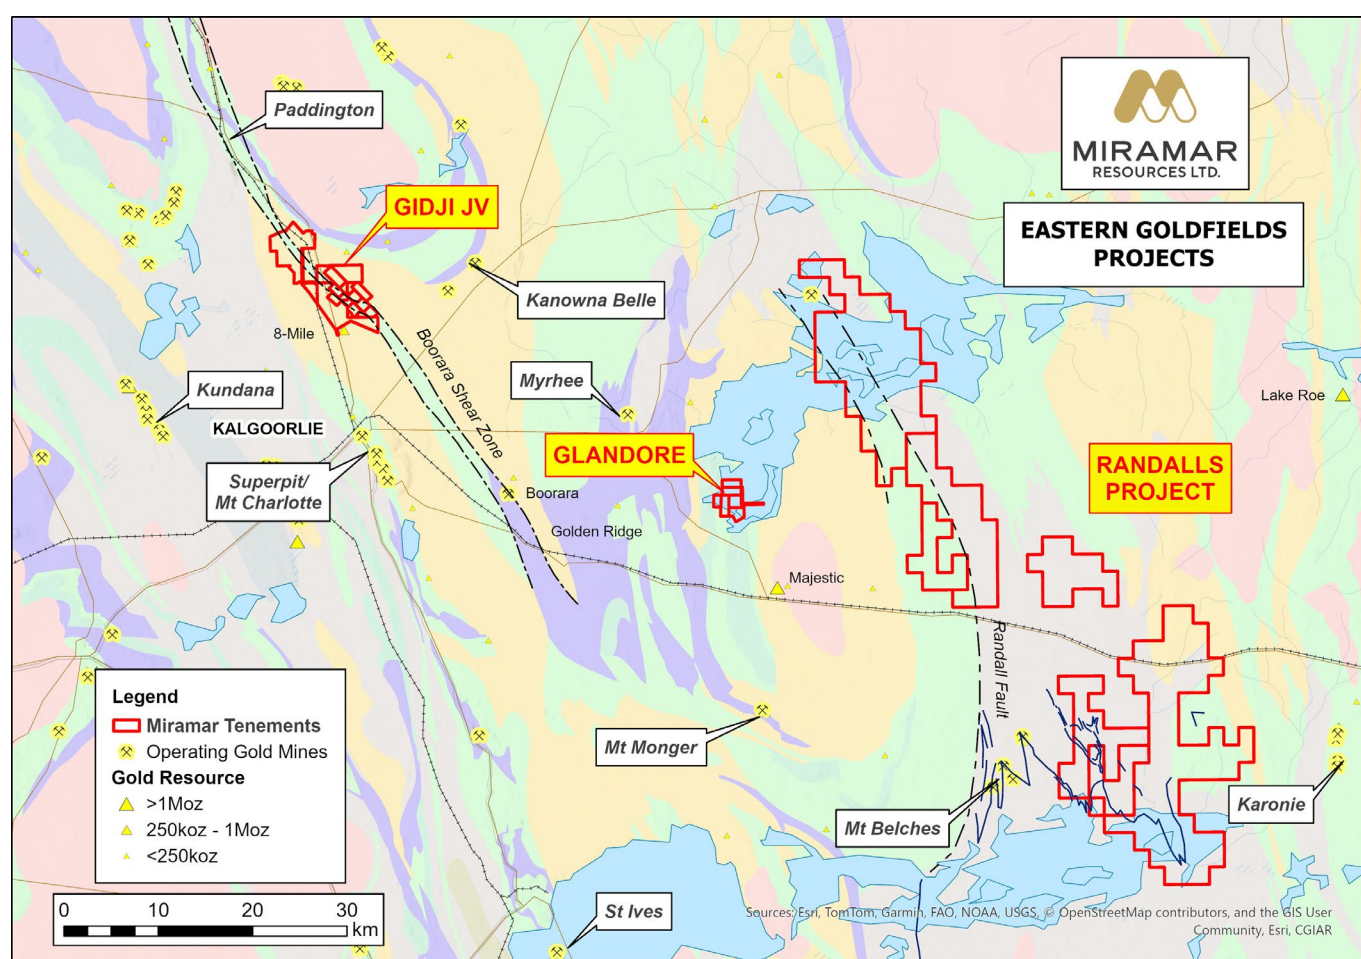 Paddington
MIRAMAR
RESOURCES LTD.
GIDJI JV
EASTERN GOLDFIELDS
PROJECTS
Kanowna Belle
8-Mile
Boorara Shear Zone
Myrhee
Kundana
Lake Roe
KALGOORLIE
GLANDORE
RANDALLS
PROJECT
Superpit/
Mt Charlotte
Boorara
Golden Ridge
Majestic
Randall Fault
Legend
Miramar Tenements
Operating Gold Mines
Gold Resource
>1Moz
250koz - 1Moz
<250koz
Mt Monger
Mt Belches
Karonie
St Ives
0 10 20 30
km
Sources: Esri, TomTom, Garmin, FAO, NOAA, USGS, © OpenStreetMap contributors, and the GIS User
Community, Esri, CGIAR